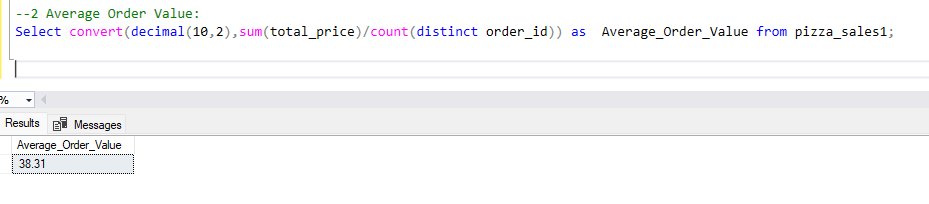 --2 Average Order Value:
Select convert(decimal(10,2),sum(total_price)/count(distinct order_id)) as  Average_Order_Value from pizza_sales1;
%
Results Messages
Average_Order_Value
38.31